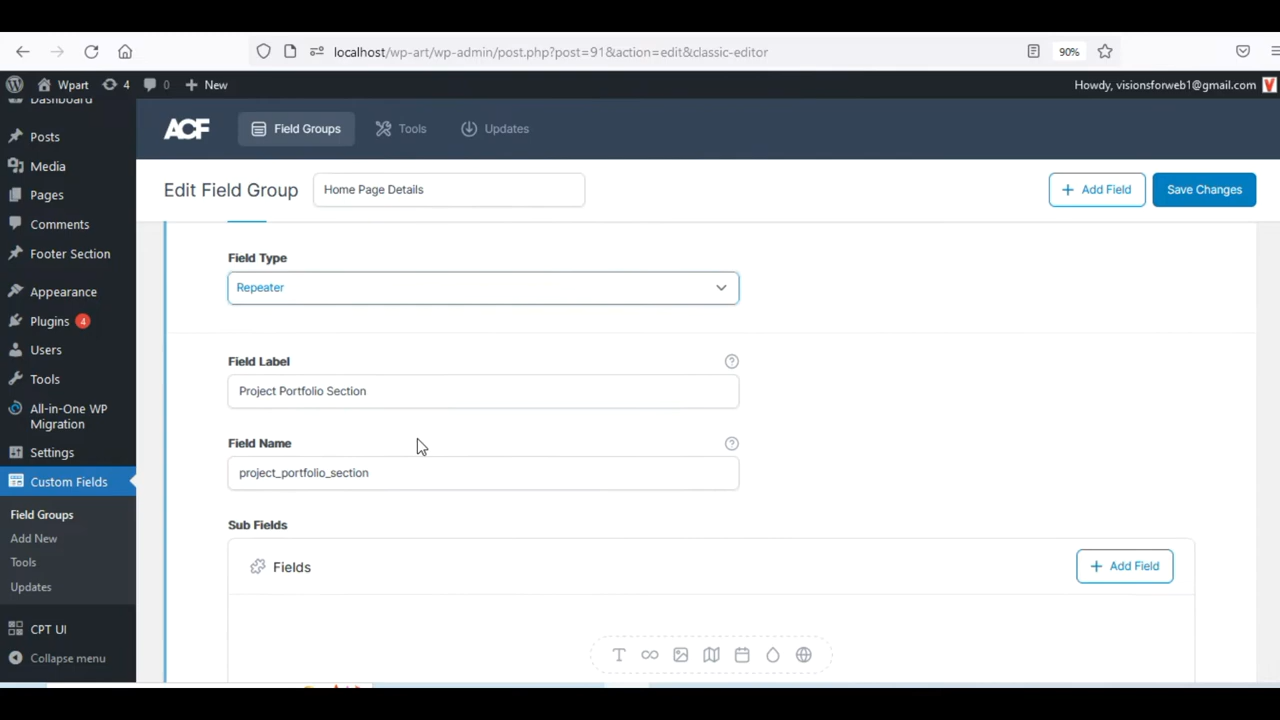 localhost/wp-art/wp-admin/post.php?post=91&action=edit&classic-editor
90%
Wpart
4
0
New
Howdy, visionsforweb1@gmail.com
Dashboard
Posts
Media
Pages
Comments
Footer Section
Appearance
Plugins 4
Users
Tools
All-in-One WP
Migration
Settings
Custom Fields
Field Groups
Add New
Tools
Updates
CPT UI
Collapse menu
ACF
Field Groups
Tools
Updates
Edit Field Group
Home Page Details
+ Add Field
Save Changes
Field Type
Repeater
Field Label
?
Project Portfolio Section
Field Name
?
project_portfolio_section
Sub Fields
Fields
+ Add Field